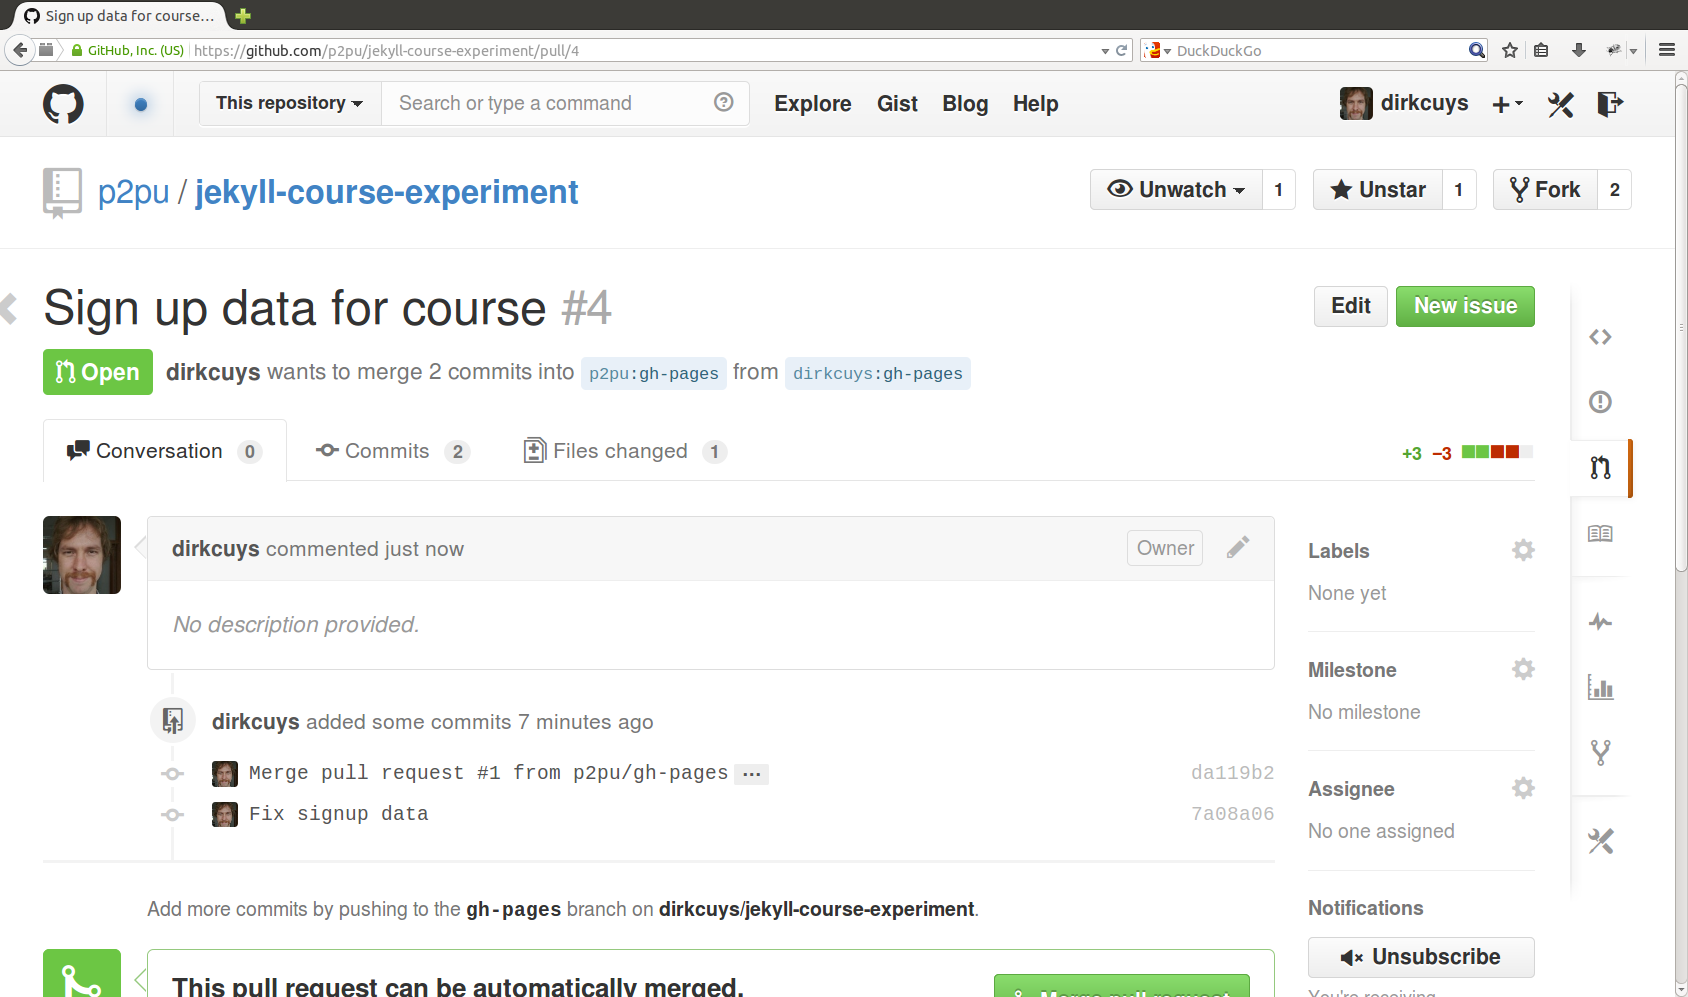 Sign up data for course...
GitHub, Inc. (US) https://github.com/p2pu/jekyll-course-experiment/pull/4 DuckDuckGo
This repository Search or type a command Explore Gist Blog Help dirkcuys
p2pu / jekyll-course-experiment Unwatch 1 Unstar 1 Fork 2
Sign up data for course #4 Edit New issue
Open dirkcuys wants to merge 2 commits into p2pu:gh-pages from dirkcuys:gh-pages
Conversation 0 Commits 2 Files changed 1 +3 −3
dirkcuys commented just now Owner
No description provided.
dirkcuys added some commits 7 minutes ago
Merge pull request #1 from p2pu/gh-pages ... da119b2
Fix signup data 7a08a06
Add more commits by pushing to the gh-pages branch on dirkcuys/jekyll-course-experiment.
This pull request can be automatically merged. Merge pull request
Labels
None yet
Milestone
No milestone
Assignee
No one assigned
Notifications
Unsubscribe
You're receiving